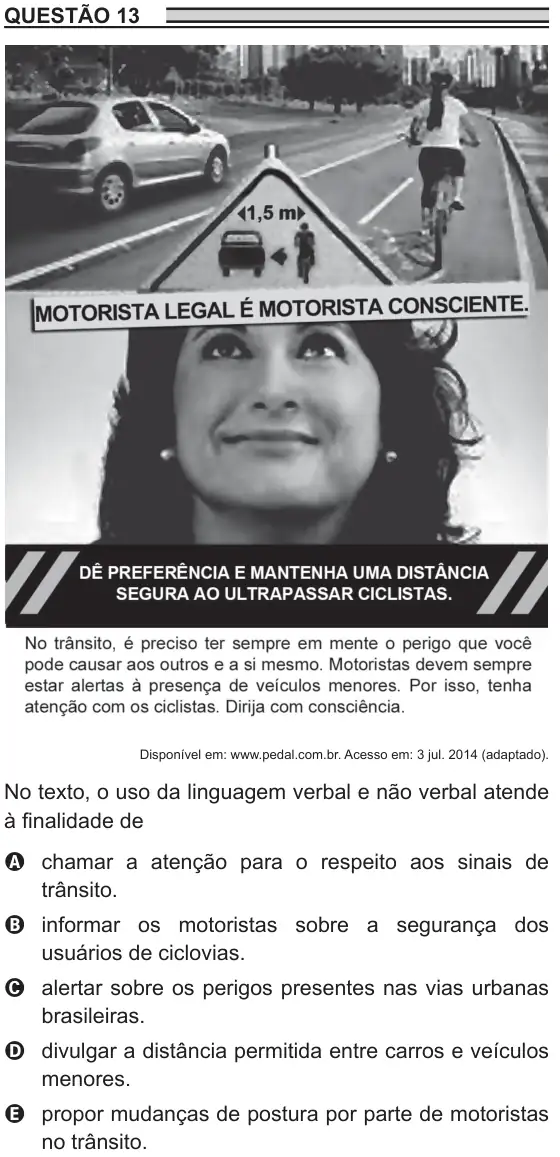 QUESTÃO 13
1,5 m
MOTORISTA LEGAL É MOTORISTA CONSCIENTE.
DÊ PREFERÊNCIA E MANTENHA UMA DISTÂNCIA
SEGURA AO ULTRAPASSAR CICLISTAS.
No trânsito, é preciso ter sempre em mente o perigo que você
pode causar aos outros e a si mesmo. Motoristas devem sempre
estar alertas à presença de veículos menores. Por isso, tenha
atenção com os ciclistas. Dirija com consciência.
Disponível em: www.pedal.com.br. Acesso em: 3 jul. 2014 (adaptado).
No texto, o uso da linguagem verbal e não verbal atende
à finalidade de
A chamar a atenção para o respeito aos sinais de
trânsito.
B informar os motoristas sobre a segurança dos
usuários de ciclovias.
C alertar sobre os perigos presentes nas vias urbanas
brasileiras.
D divulgar a distância permitida entre carros e veículos
menores.
E propor mudanças de postura por parte de motoristas
no trânsito.